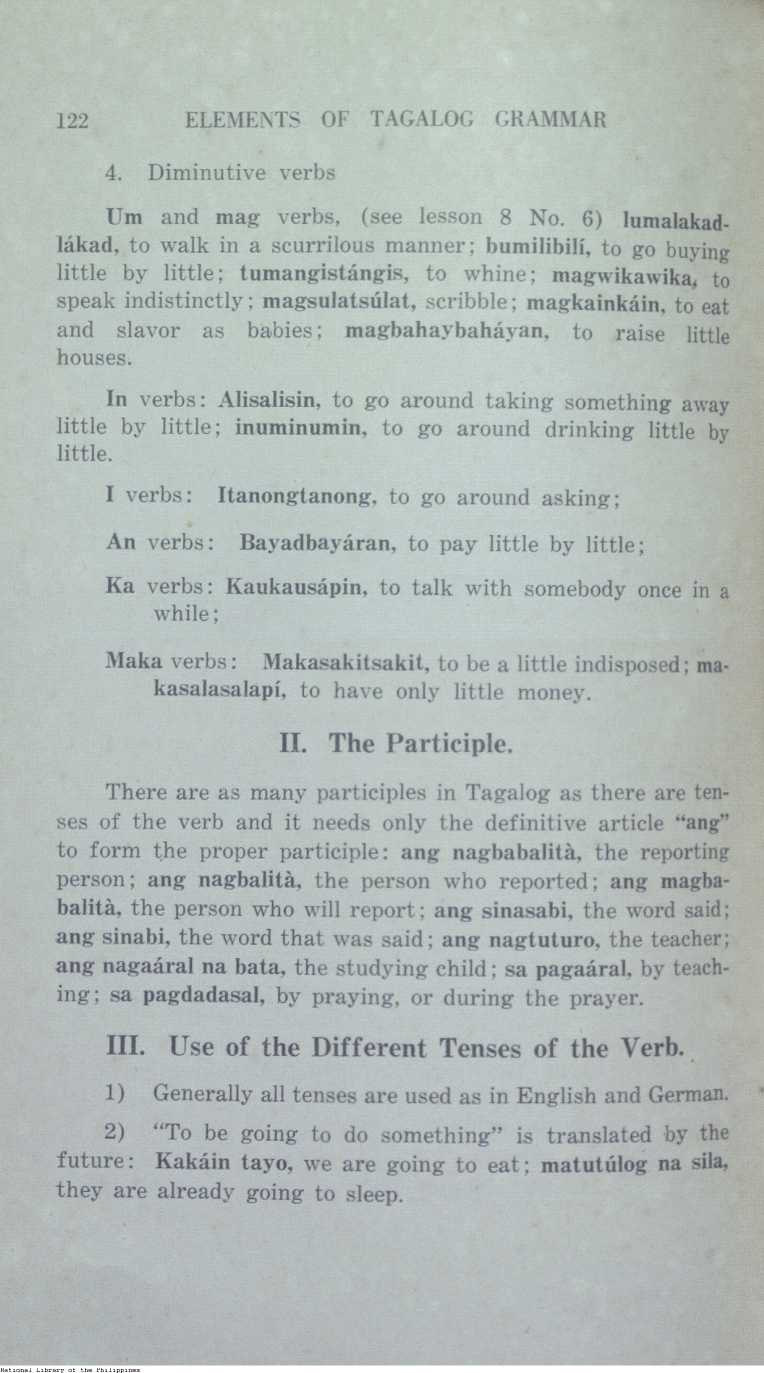 122 ELEMENTS OF TAGALOG GRAMMAR
4. Diminutive verbs
Um and mag verbs, (see lesson 8 No. 6) lumalakad-
lákad, to walk in a scurrilous manner; bumilibilí, to go buying
little by little; tumangistángis, to whine; magwikawika, to
speak indistinctly; magsulatsúlat, scribble; magkainkáin, to eat
and slavor as babies; magbahaybaháyan, to raise little
houses.
In verbs: Alisalisin, to go around taking something away
little by little; inuminumin, to go around drinking little by
little.
I verbs: Itanongtanong, to go around asking;
An verbs: Bayadbayáran, to pay little by little;
Ka verbs: Kaukausápin, to talk with somebody once in a
while;
Maka verbs: Makasakitsakit, to be a little indisposed; ma-
kasalasalapí, to have only little money.
II. The Participle.
There are as many participles in Tagalog as there are ten-
ses of the verb and it needs only the definitive article “ang”
to form the proper participle: ang nagbabalità, the reporting
person; ang nagbalità, the person who reported; ang magba-
balità, the person who will report; ang sinasabi, the word said;
ang sinabi, the word that was said; ang nagtuturo, the teacher;
ang nagaáral na bata, the studying child; sa pagaáral, by teach-
ing; sa pagdadasal, by praying, or during the prayer.
III. Use of the Different Tenses of the Verb.
1) Generally all tenses are used as in English and German.
2) “To be going to do something” is translated by the
future: Kakáin tayo, we are going to eat; matutúlog na sila,
they are already going to sleep.
National Library of the Philippines